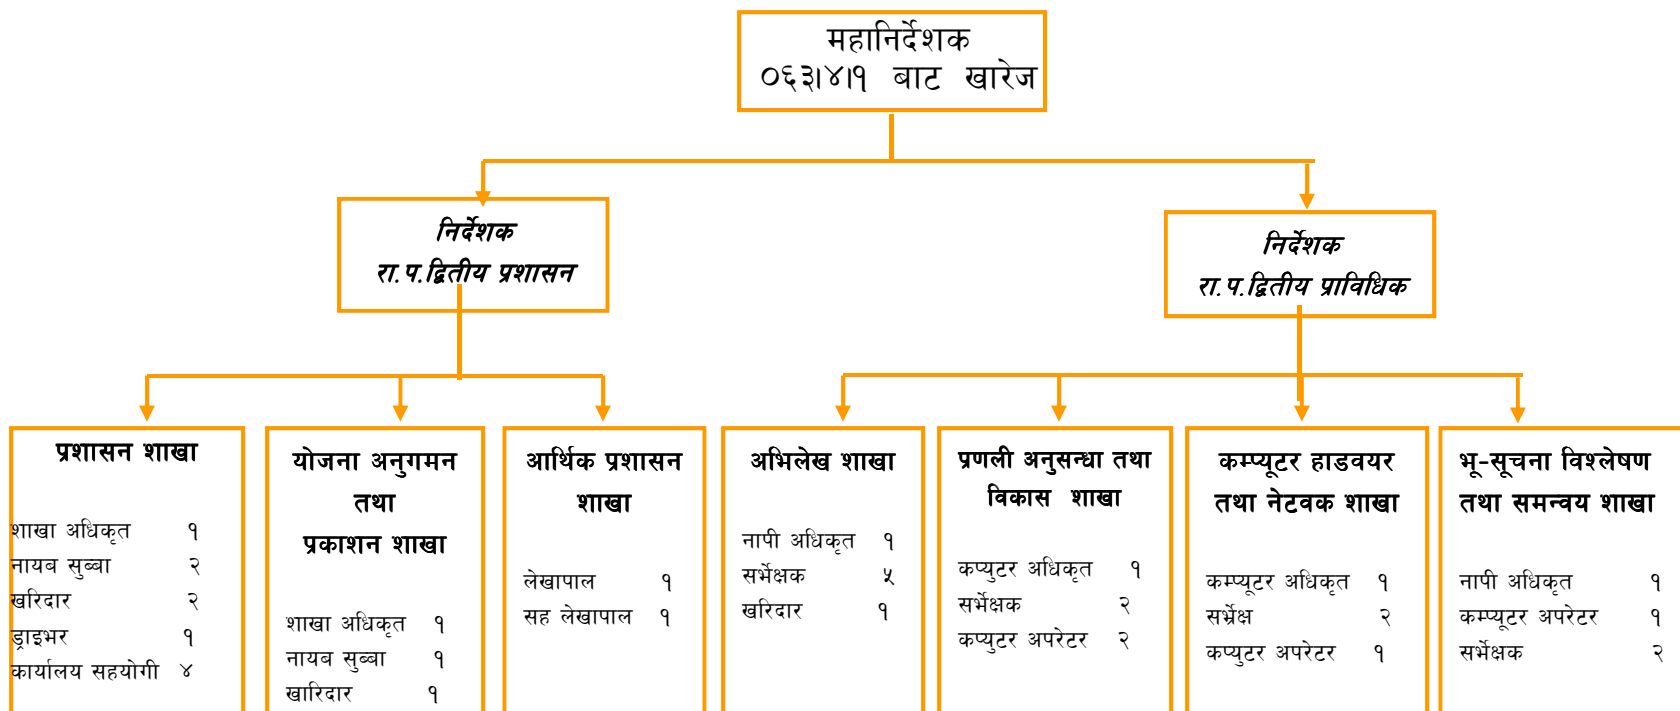 महानिर्देशक
०६३।४।१ बाट खारेज
निर्देशक
रा.प.द्वितीय प्रशासन
निर्देशक
रा.प.द्वितीय प्राविधिक
प्रशासन शाखा
शाखा अधिकृत १
नायब सुब्बा २
खरिदार २
ड्राइभर १
कार्यालय सहयोगी ४
योजना अनुगमन
तथा
प्रकाशन शाखा
शाखा अधिकृत १
नायब सुब्बा १
खारिदार १
आर्थिक प्रशासन
शाखा
लेखापाल १
सह लेखापाल १
अभिलेख शाखा
नापी अधिकृत १
सर्भेक्षक ५
खरिदार १
प्रणली अनुसन्धा तथा
विकास शाखा
कप्युटर अधिकृत १
सर्भेक्षक २
कप्युटर अपरेटर २
कम्प्यूटर हाडवयर
तथा नेटवक शाखा
कम्प्यूटर अधिकृत १
सर्भ्रेक्ष २
कप्युटर अपरेटर १
भू-सूचना विश्लेषण
तथा समन्वय शाखा
नापी अधिकृत १
कम्प्यूटर अपरेटर १
सर्भेक्षक २